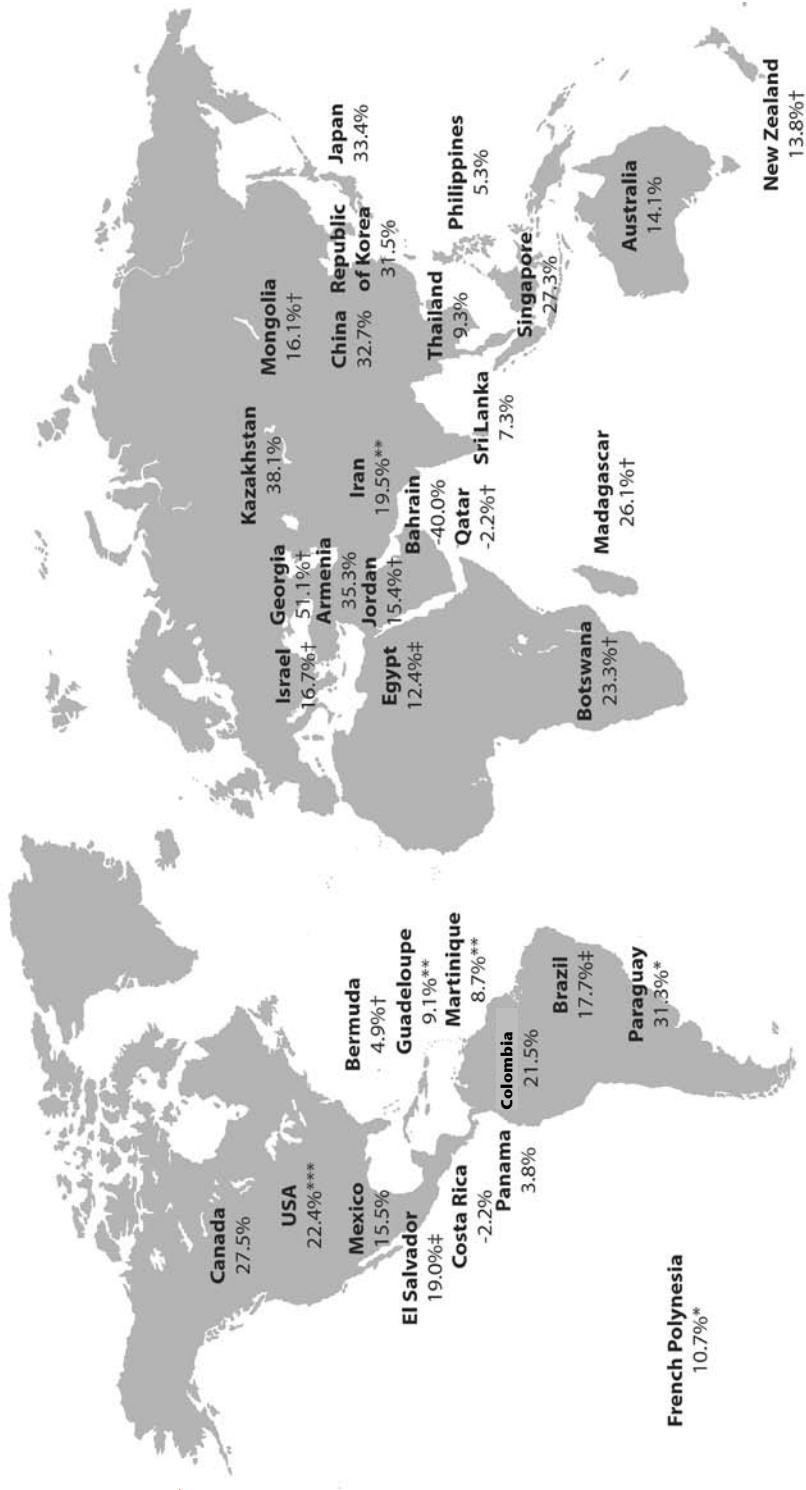 Canada
27.5%
USA
22.4%***
Mexico
15.5%
El Salvador
19.0%‡
Costa Rica
-2.2%
Panama
3.8%
Bermuda
4.9%†
Guadeloupe
9.1%**
Martinique
8.7%**
Colombia
21.5%
Brazil
17.7%‡
Paraguay
31.3%*
French Polynesia
10.7%*
Israel
16.7%†
Georgia
51.1%†
Armenia
35.3%
Jordan
15.4%†
Egypt
12.4%‡
Kazakhstan
38.1%
Iran
19.5%**
Bahrain
-40.0%
Qatar
-2.2%†
Mongolia
16.1%†
China
32.7%
Republic
of Korea
31.5%
Japan
33.4%
Thailand
9.3%
Philippines
5.3%
Sri Lanka
7.3%
Singapore
27.3%
Madagascar
26.1%†
Botswana
23.3%†
Australia
14.1%
New Zealand
13.8%†